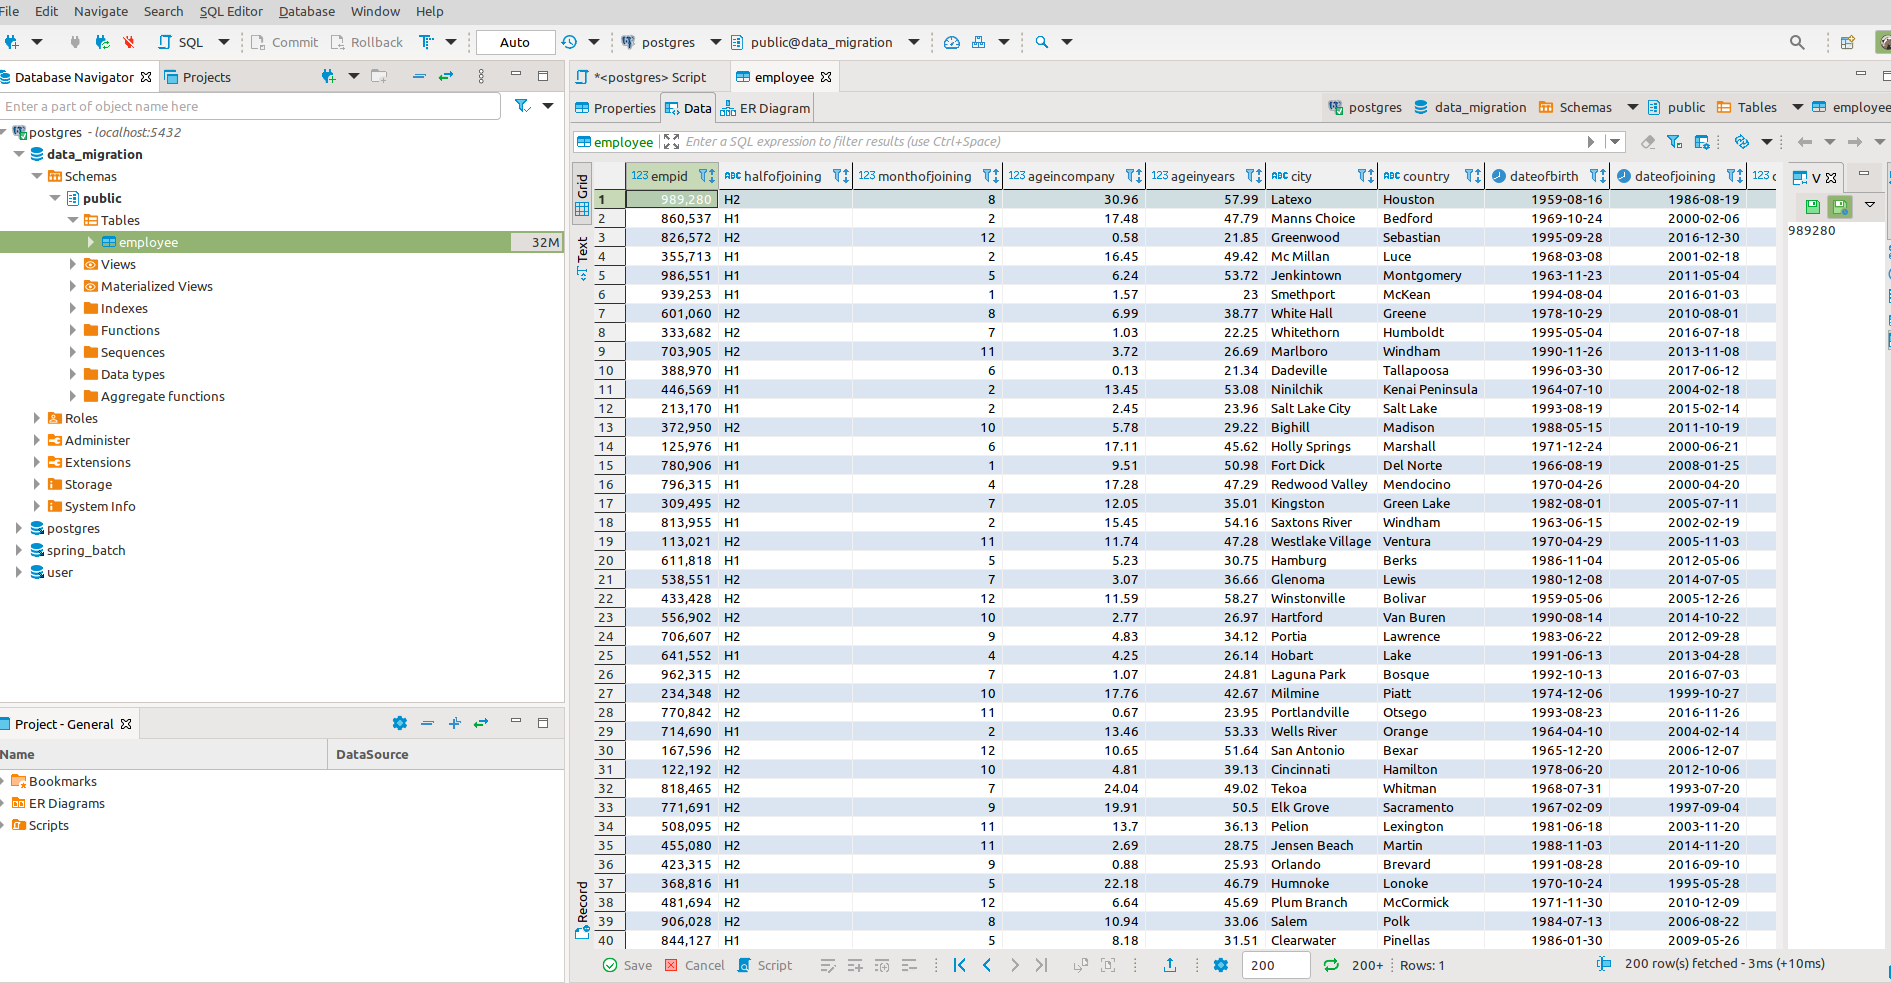 File Edit Navigate Search SQL Editor Database Window Help
SQL Commit Rollback Auto postgres public@data_migration
Database Navigator Projects
Enter a part of object name here
postgres - localhost:5432
data_migration
Schemas
public
Tables
employee 32M
Views
Materialized Views
Indexes
Functions
Sequences
Data types
Aggregate functions
Roles
Administer
Extensions
Storage
System Info
postgres
spring_batch
user
Project - General
Name DataSource
Bookmarks
ER Diagrams
Scripts
*<postgres> Script employee
Properties Data ER Diagram postgres data_migration Schemas public Tables employee
employee Enter a SQL expression to filter results (use Ctrl+Space)
Grid
Text
Record
123 empid ABC halfofjoining 123 monthofjoining 123 ageincompany 123 ageinyears ABC city ABC country dateofbirth dateofjoining 123
1 989,280 H2 8 30.96 57.99 Latexo Houston 1959-08-16 1986-08-19
2 860,537 H1 2 17.48 47.79 Manns Choice Bedford 1969-10-24 2000-02-06
3 826,572 H2 12 0.58 21.85 Greenwood Sebastian 1995-09-28 2016-12-30
4 355,713 H1 2 16.45 49.42 Mc Millan Luce 1968-03-08 2001-02-18
5 986,551 H1 5 6.24 53.72 Jenkintown Montgomery 1963-11-23 2011-05-04
6 939,253 H1 1 1.57 23 Smethport McKean 1994-08-04 2016-01-03
7 601,060 H2 8 6.99 38.77 White Hall Greene 1978-10-29 2010-08-01
8 333,682 H2 7 1.03 22.25 Whitethorn Humboldt 1995-05-04 2016-07-18
9 703,905 H2 11 3.72 26.69 Marlboro Windham 1990-11-26 2013-11-08
10 388,970 H1 6 0.13 21.34 Dadeville Tallapoosa 1996-03-30 2017-06-12
11 446,569 H1 2 13.45 53.08 Ninilchik Kenai Peninsula 1964-07-10 2004-02-18
12 213,170 H1 2 2.45 23.96 Salt Lake City Salt Lake 1993-08-19 2015-02-14
13 372,950 H2 10 5.78 29.22 Bighill Madison 1988-05-15 2011-10-19
14 125,976 H1 6 17.11 45.62 Holly Springs Marshall 1971-12-24 2000-06-21
15 780,906 H1 1 9.51 50.98 Fort Dick Del Norte 1966-08-19 2008-01-25
16 796,315 H1 4 17.28 47.29 Redwood Valley Mendocino 1970-04-26 2000-04-20
17 309,495 H2 7 12.05 35.01 Kingston Green Lake 1982-08-01 2005-07-11
18 813,955 H1 2 15.45 54.16 Saxtons River Windham 1963-06-15 2002-02-19
19 113,021 H2 11 11.74 47.28 Westlake Village Ventura 1970-04-29 2005-11-03
20 611,818 H1 5 5.23 30.75 Hamburg Berks 1986-11-04 2012-05-06
21 538,551 H2 7 3.07 36.66 Glenoma Lewis 1980-12-08 2014-07-05
22 433,428 H2 12 11.59 58.27 Winstonville Bolivar 1959-05-06 2005-12-26
23 556,902 H2 10 2.77 26.97 Hartford Van Buren 1990-08-14 2014-10-22
24 706,607 H2 9 4.83 34.12 Portia Lawrence 1983-06-22 2012-09-28
25 641,552 H1 4 4.25 26.14 Hobart Lake 1991-06-13 2013-04-28
26 962,315 H2 7 1.07 24.81 Laguna Park Bosque 1992-10-13 2016-07-03
27 234,348 H2 10 17.76 42.67 Milmine Piatt 1974-12-06 1999-10-27
28 770,842 H2 11 0.67 23.95 Portlandville Otsego 1993-08-23 2016-11-26
29 714,690 H1 2 13.46 53.33 Wells River Orange 1964-04-10 2004-02-14
30 167,596 H2 12 10.65 51.64 San Antonio Bexar 1965-12-20 2006-12-07
31 122,192 H2 10 4.81 39.13 Cincinnati Hamilton 1978-06-20 2012-10-06
32 818,465 H2 7 24.04 49.02 Tekoa Whitman 1968-07-31 1993-07-20
33 771,691 H2 9 19.91 50.5 Elk Grove Sacramento 1967-02-09 1997-09-04
34 508,095 H2 11 13.7 36.13 Pelion Lexington 1981-06-18 2003-11-20
35 455,080 H2 11 2.69 28.75 Jensen Beach Martin 1988-11-03 2014-11-20
36 423,315 H2 9 0.88 25.93 Orlando Brevard 1991-08-28 2016-09-10
37 368,816 H1 5 22.18 46.79 Humnoke Lonoke 1970-10-24 1995-05-28
38 481,694 H2 12 6.64 45.69 Plum Branch McCormick 1971-11-30 2010-12-09
39 906,028 H2 8 10.94 33.06 Salem Polk 1984-07-13 2006-08-22
40 844,127 H1 5 8.18 31.51 Clearwater Pinellas 1986-01-30 2009-05-26
V
989280
Save Cancel Script 200 200+ Rows: 1 200 row(s) fetched - 3ms (+10ms)